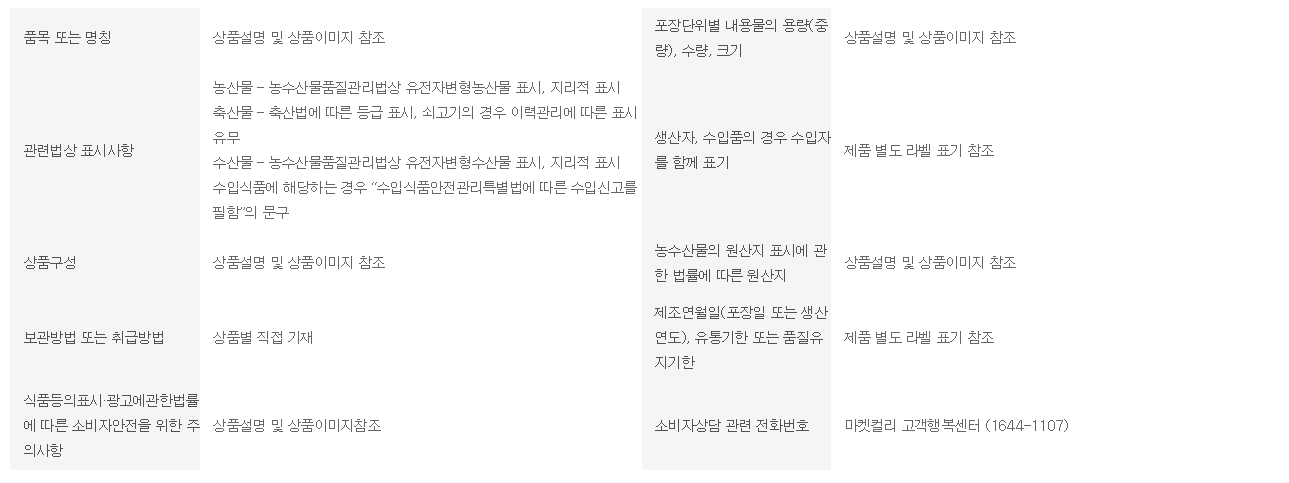 품목 또는 명칭
상품설명 및 상품이미지 참조
포장단위별 내용물의 용량(중
량), 수량, 크기
상품설명 및 상품이미지 참조
관련법상 표시사항
농산물 - 농수산물품질관리법상 유전자변형농산물 표시, 지리적 표시
축산물 - 축산법에 따른 등급 표시, 쇠고기의 경우 이력관리에 따른 표시
유무
수산물 - 농수산물품질관리법상 유전자변형수산물 표시, 지리적 표시
수입식품에 해당하는 경우 “수입식품안전관리특별법에 따른 수입신고를
필함”의 문구
생산자, 수입품의 경우 수입자
를 함께 표기
제품 별도 라벨 표기 참조
상품구성
상품설명 및 상품이미지 참조
농수산물의 원산지 표시에 관
한 법률에 따른 원산지
상품설명 및 상품이미지 참조
보관방법 또는 취급방법
상품별 직접 기재
제조연월일(포장일 또는 생산
연도), 유통기한 또는 품질유
지기한
제품 별도 라벨 표기 참조
식품등의표시·광고에관한법률
에 따른 소비자안전을 위한 주
의사항
상품설명 및 상품이미지참조
소비자상담 관련 전화번호
마켓컬리 고객행복센터 (1644-1107)